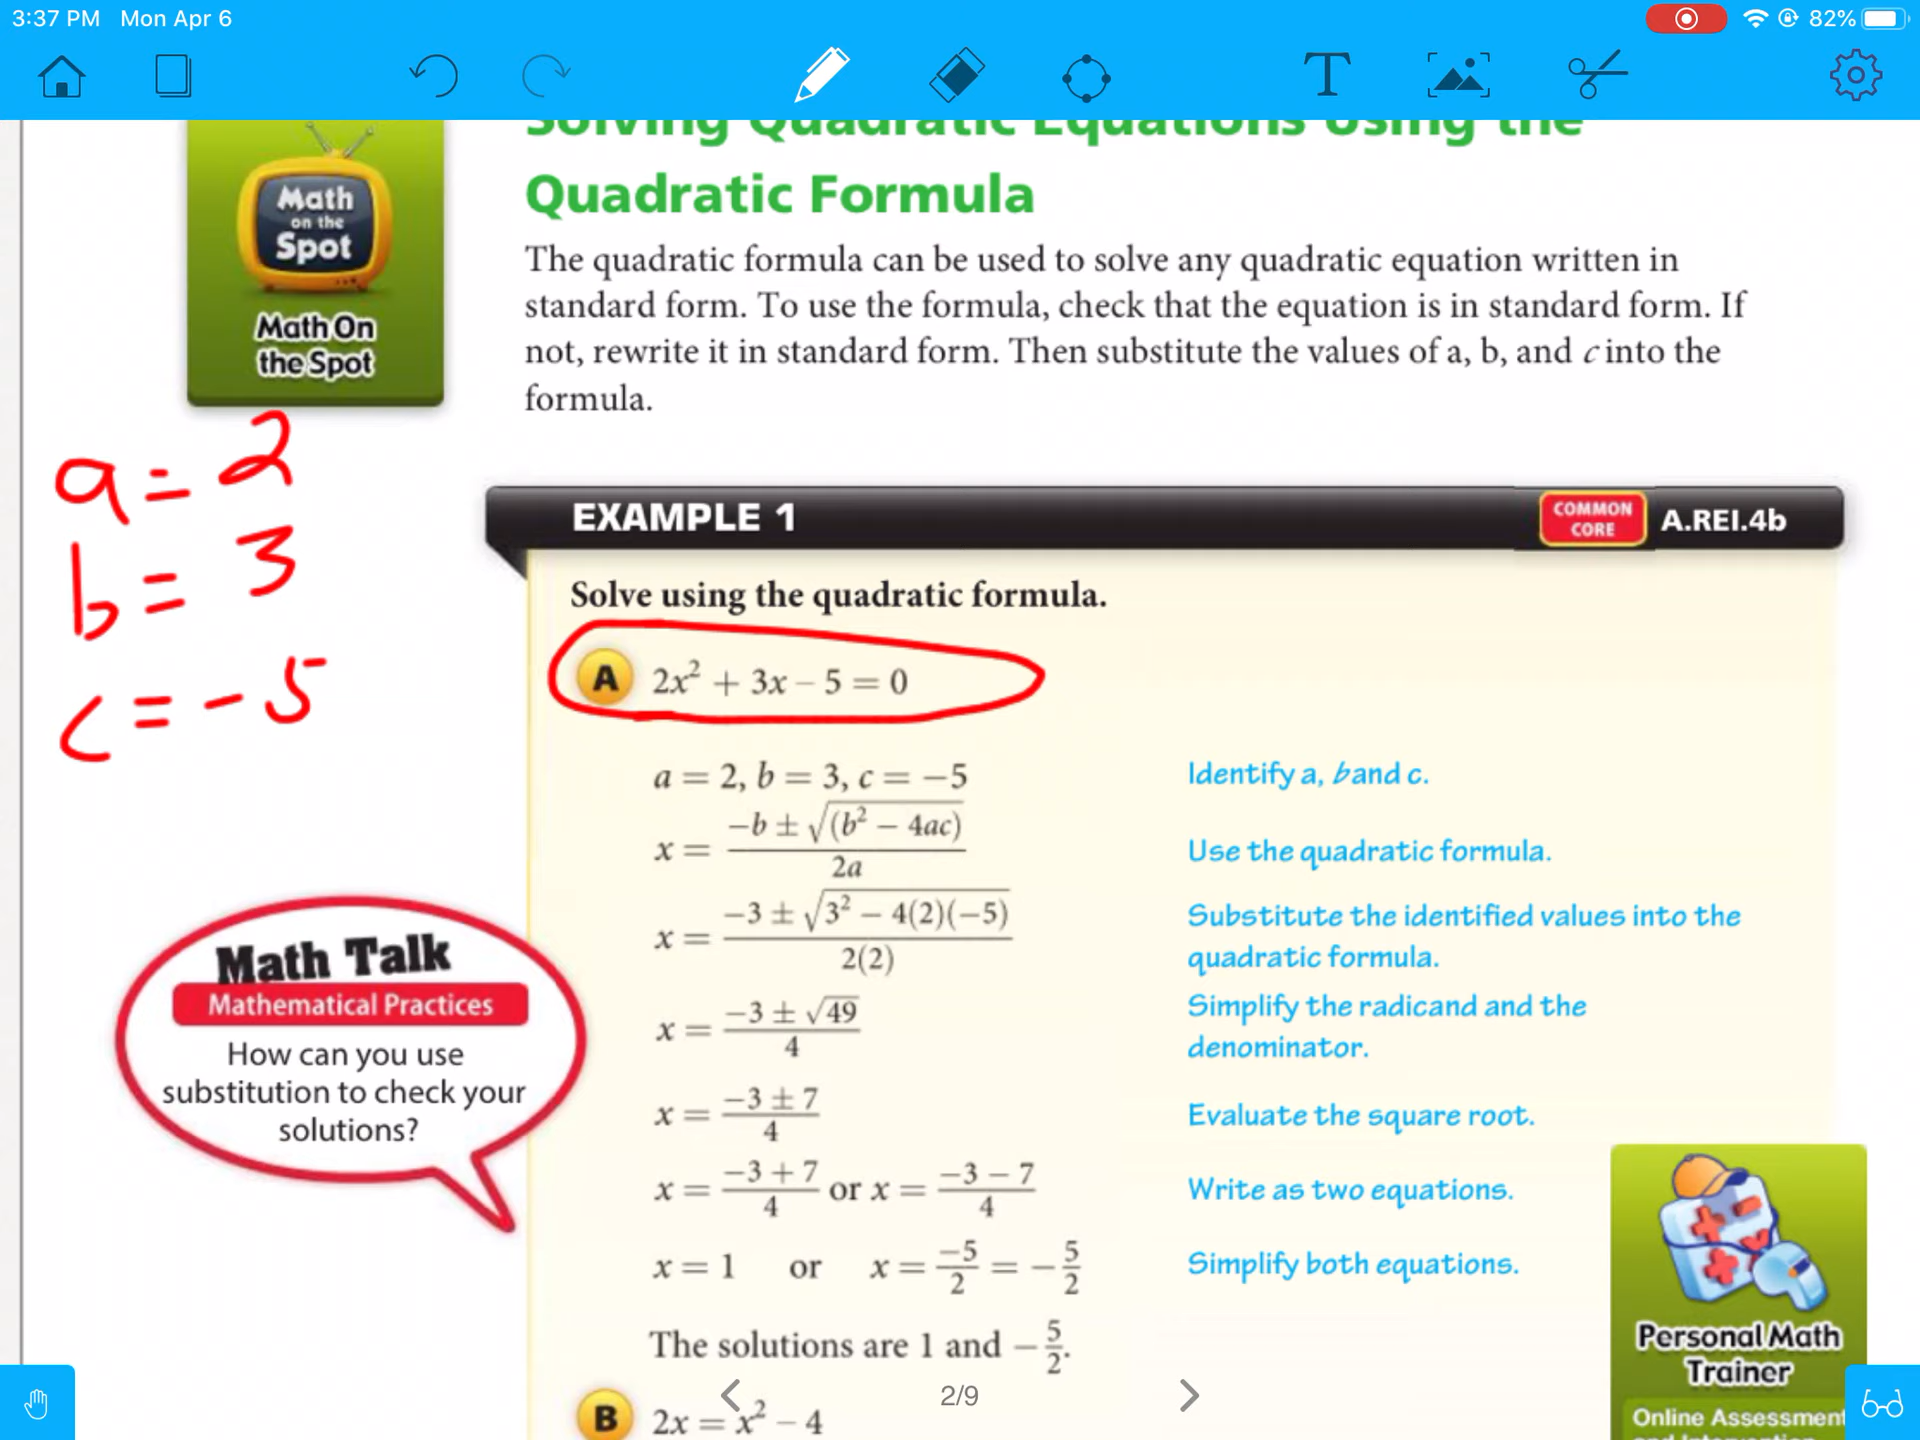 3:37 PM Mon Apr 6
82%
T
Solving Quadratic Equations Using the
Quadratic Formula
Math
on the
Spot
Math On
the Spot
The quadratic formula can be used to solve any quadratic equation written in
standard form. To use the formula, check that the equation is in standard form. If
not, rewrite it in standard form. Then substitute the values of a, b, and c into the
formula.
a = 2
b = 3
c = -5
EXAMPLE 1
COMMON
CORE
A.REI.4b
Solve using the quadratic formula.
A 2x² + 3x – 5 = 0
a = 2, b = 3, c = −5 Identify a, b and c.
x = (−b ± √(b² − 4ac)) / 2a Use the quadratic formula.
x = (−3 ± √(3² − 4(2)(−5))) / 2(2) Substitute the identified values into the
quadratic formula.
x = (−3 ± √49) / 4 Simplify the radicand and the
denominator.
x = (−3 ± 7) / 4 Evaluate the square root.
x = (−3 + 7) / 4 or x = (−3 − 7) / 4 Write as two equations.
x = 1 or x = −5/2 = −5/2 Simplify both equations.
The solutions are 1 and −5/2.
B 2x = x² − 4
Math Talk
Mathematical Practices
How can you use
substitution to check your
solutions?
Personal Math
Trainer
Online Assessment
2/9